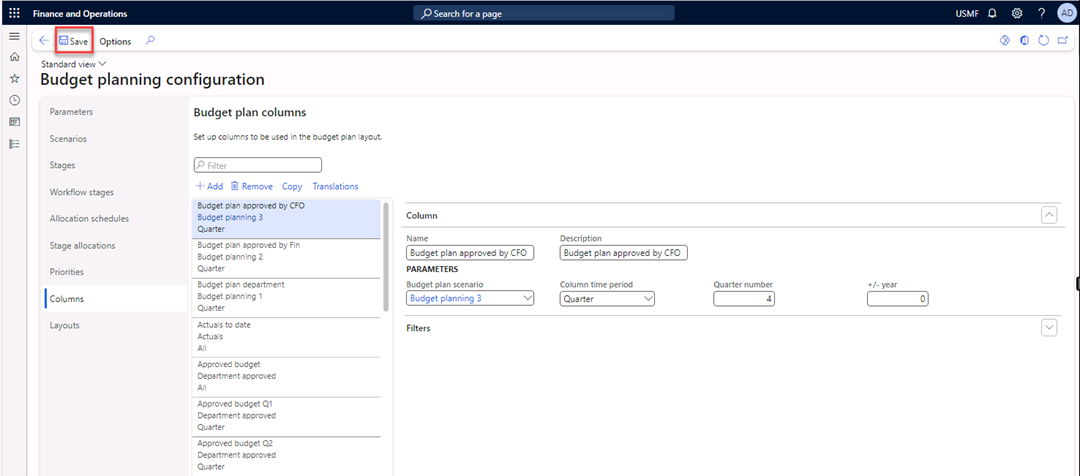 Finance and Operations
Search for a page
USMF
?
AD
Save
Options
Standard view
Budget planning configuration
Parameters
Scenarios
Stages
Workflow stages
Allocation schedules
Stage allocations
Priorities
Columns
Layouts
Budget plan columns
Set up columns to be used in the budget plan layout.
Filter
+ Add
Remove
Copy
Translations
Budget plan approved by CFO
Budget planning 3
Quarter
Budget plan approved by Fin
Budget planning 2
Quarter
Budget plan department
Budget planning 1
Quarter
Actuals to date
Actuals
All
Approved budget
Department approved
All
Approved budget Q1
Department approved
Quarter
Approved budget Q2
Department approved
Quarter
Column
Name
Description
Budget plan approved by CFO
Budget plan approved by CFO
PARAMETERS
Budget plan scenario
Column time period
Quarter number
+/- year
Budget planning 3
Quarter
4
0
Filters